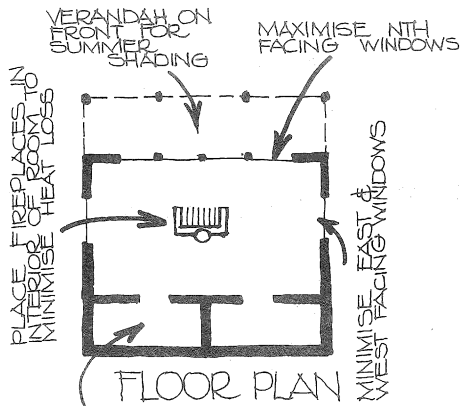 VERANDAH ON
FRONT FOR
SUMMER
SHADING
MAXIMISE NTH
FACING WINDOWS
PLACE FIREPLACES IN
INTERIOR OF ROOM TO
MINIMISE HEAT LOSS
MINIMISE EAST &
WEST FACING WINDOWS
FLOOR PLAN